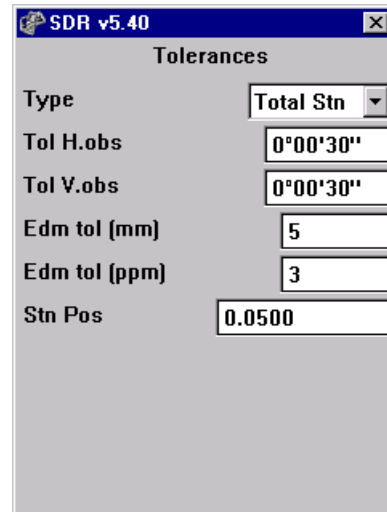 SDR v5.40
Tolerances
Type Total Stn
Tol H.obs 0°00'30''
Tol V.obs 0°00'30''
Edm tol (mm) 5
Edm tol (ppm) 3
Stn Pos 0.0500